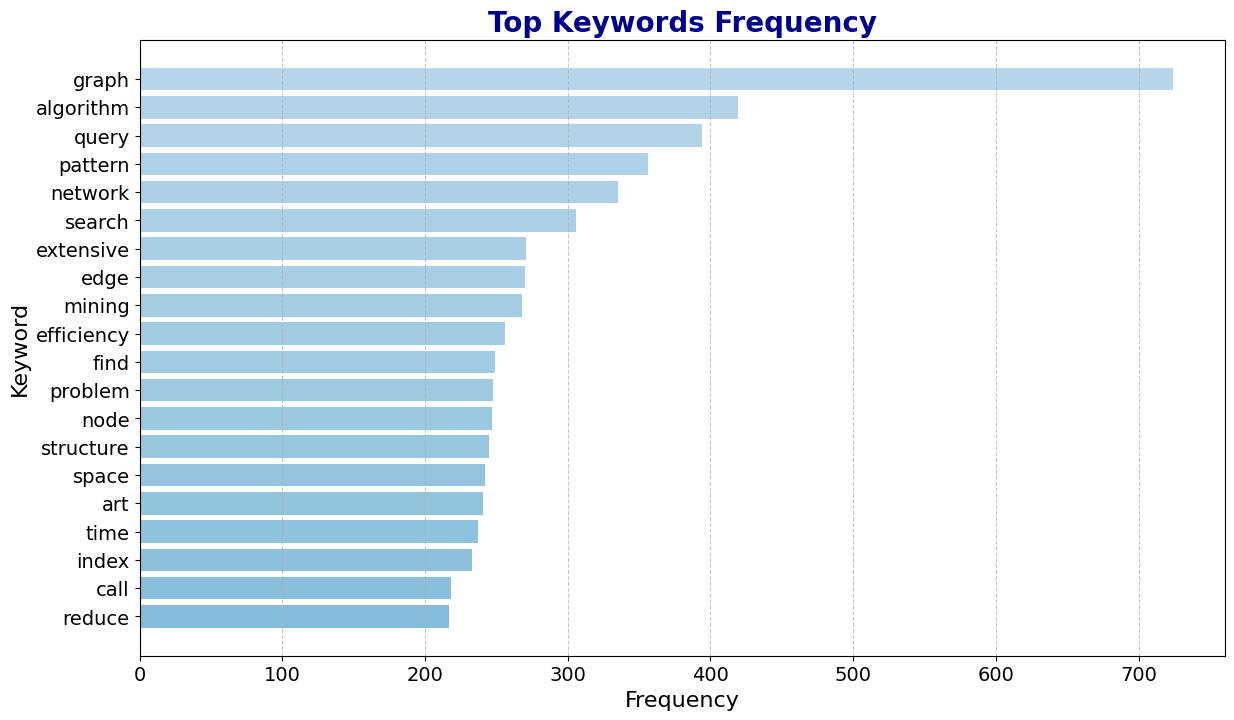 Top Keywords Frequency
graph
algorithm
query
pattern
network
search
extensive
edge
mining
efficiency
find
problem
node
structure
space
art
time
index
call
reduce
Keyword
0 100 200 300 400 500 600 700
Frequency